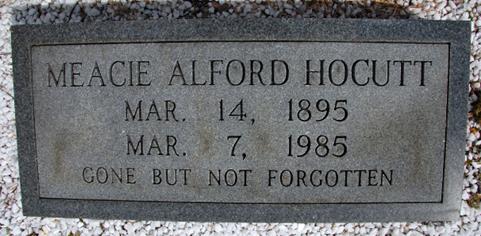 MEACIE ALFORD HOCUTT
MAR. 14, 1895
MAR. 7, 1985
GONE BUT NOT FORGOTTEN